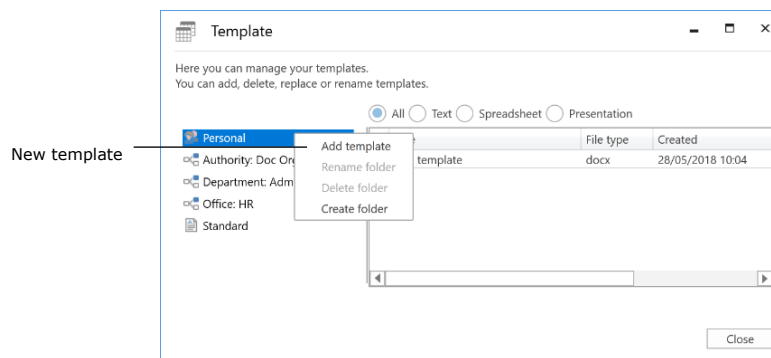 Template
Here you can manage your templates.
You can add, delete, replace or rename templates.
All Text Spreadsheet Presentation
Personal
File type Created
New template
Add template
Authority: Doc
template docx 28/05/2018 10:04
Rename folder
Department: Adm
Delete folder
Office: HR
Create folder
Standard
Close